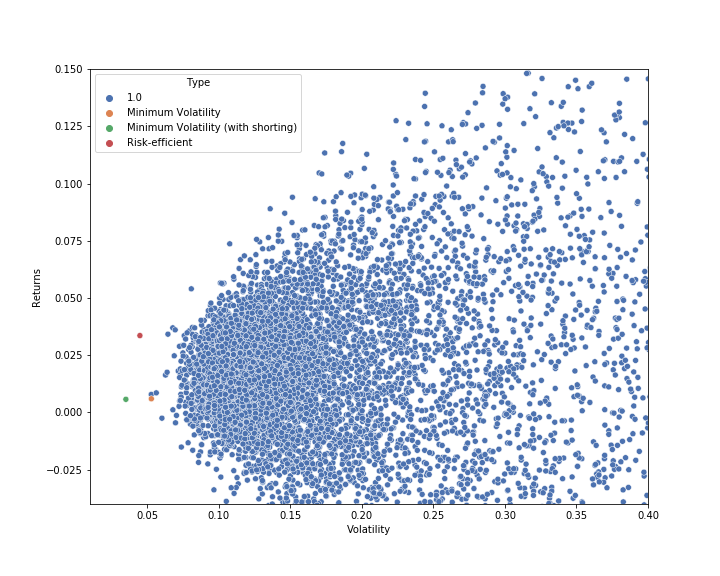 0.150
0.125
0.100
0.075
0.050
0.025
0.000
−0.025
Returns
Type
1.0
Minimum Volatility
Minimum Volatility (with shorting)
Risk-efficient
0.05 0.10 0.15 0.20 0.25 0.30 0.35 0.40
Volatility